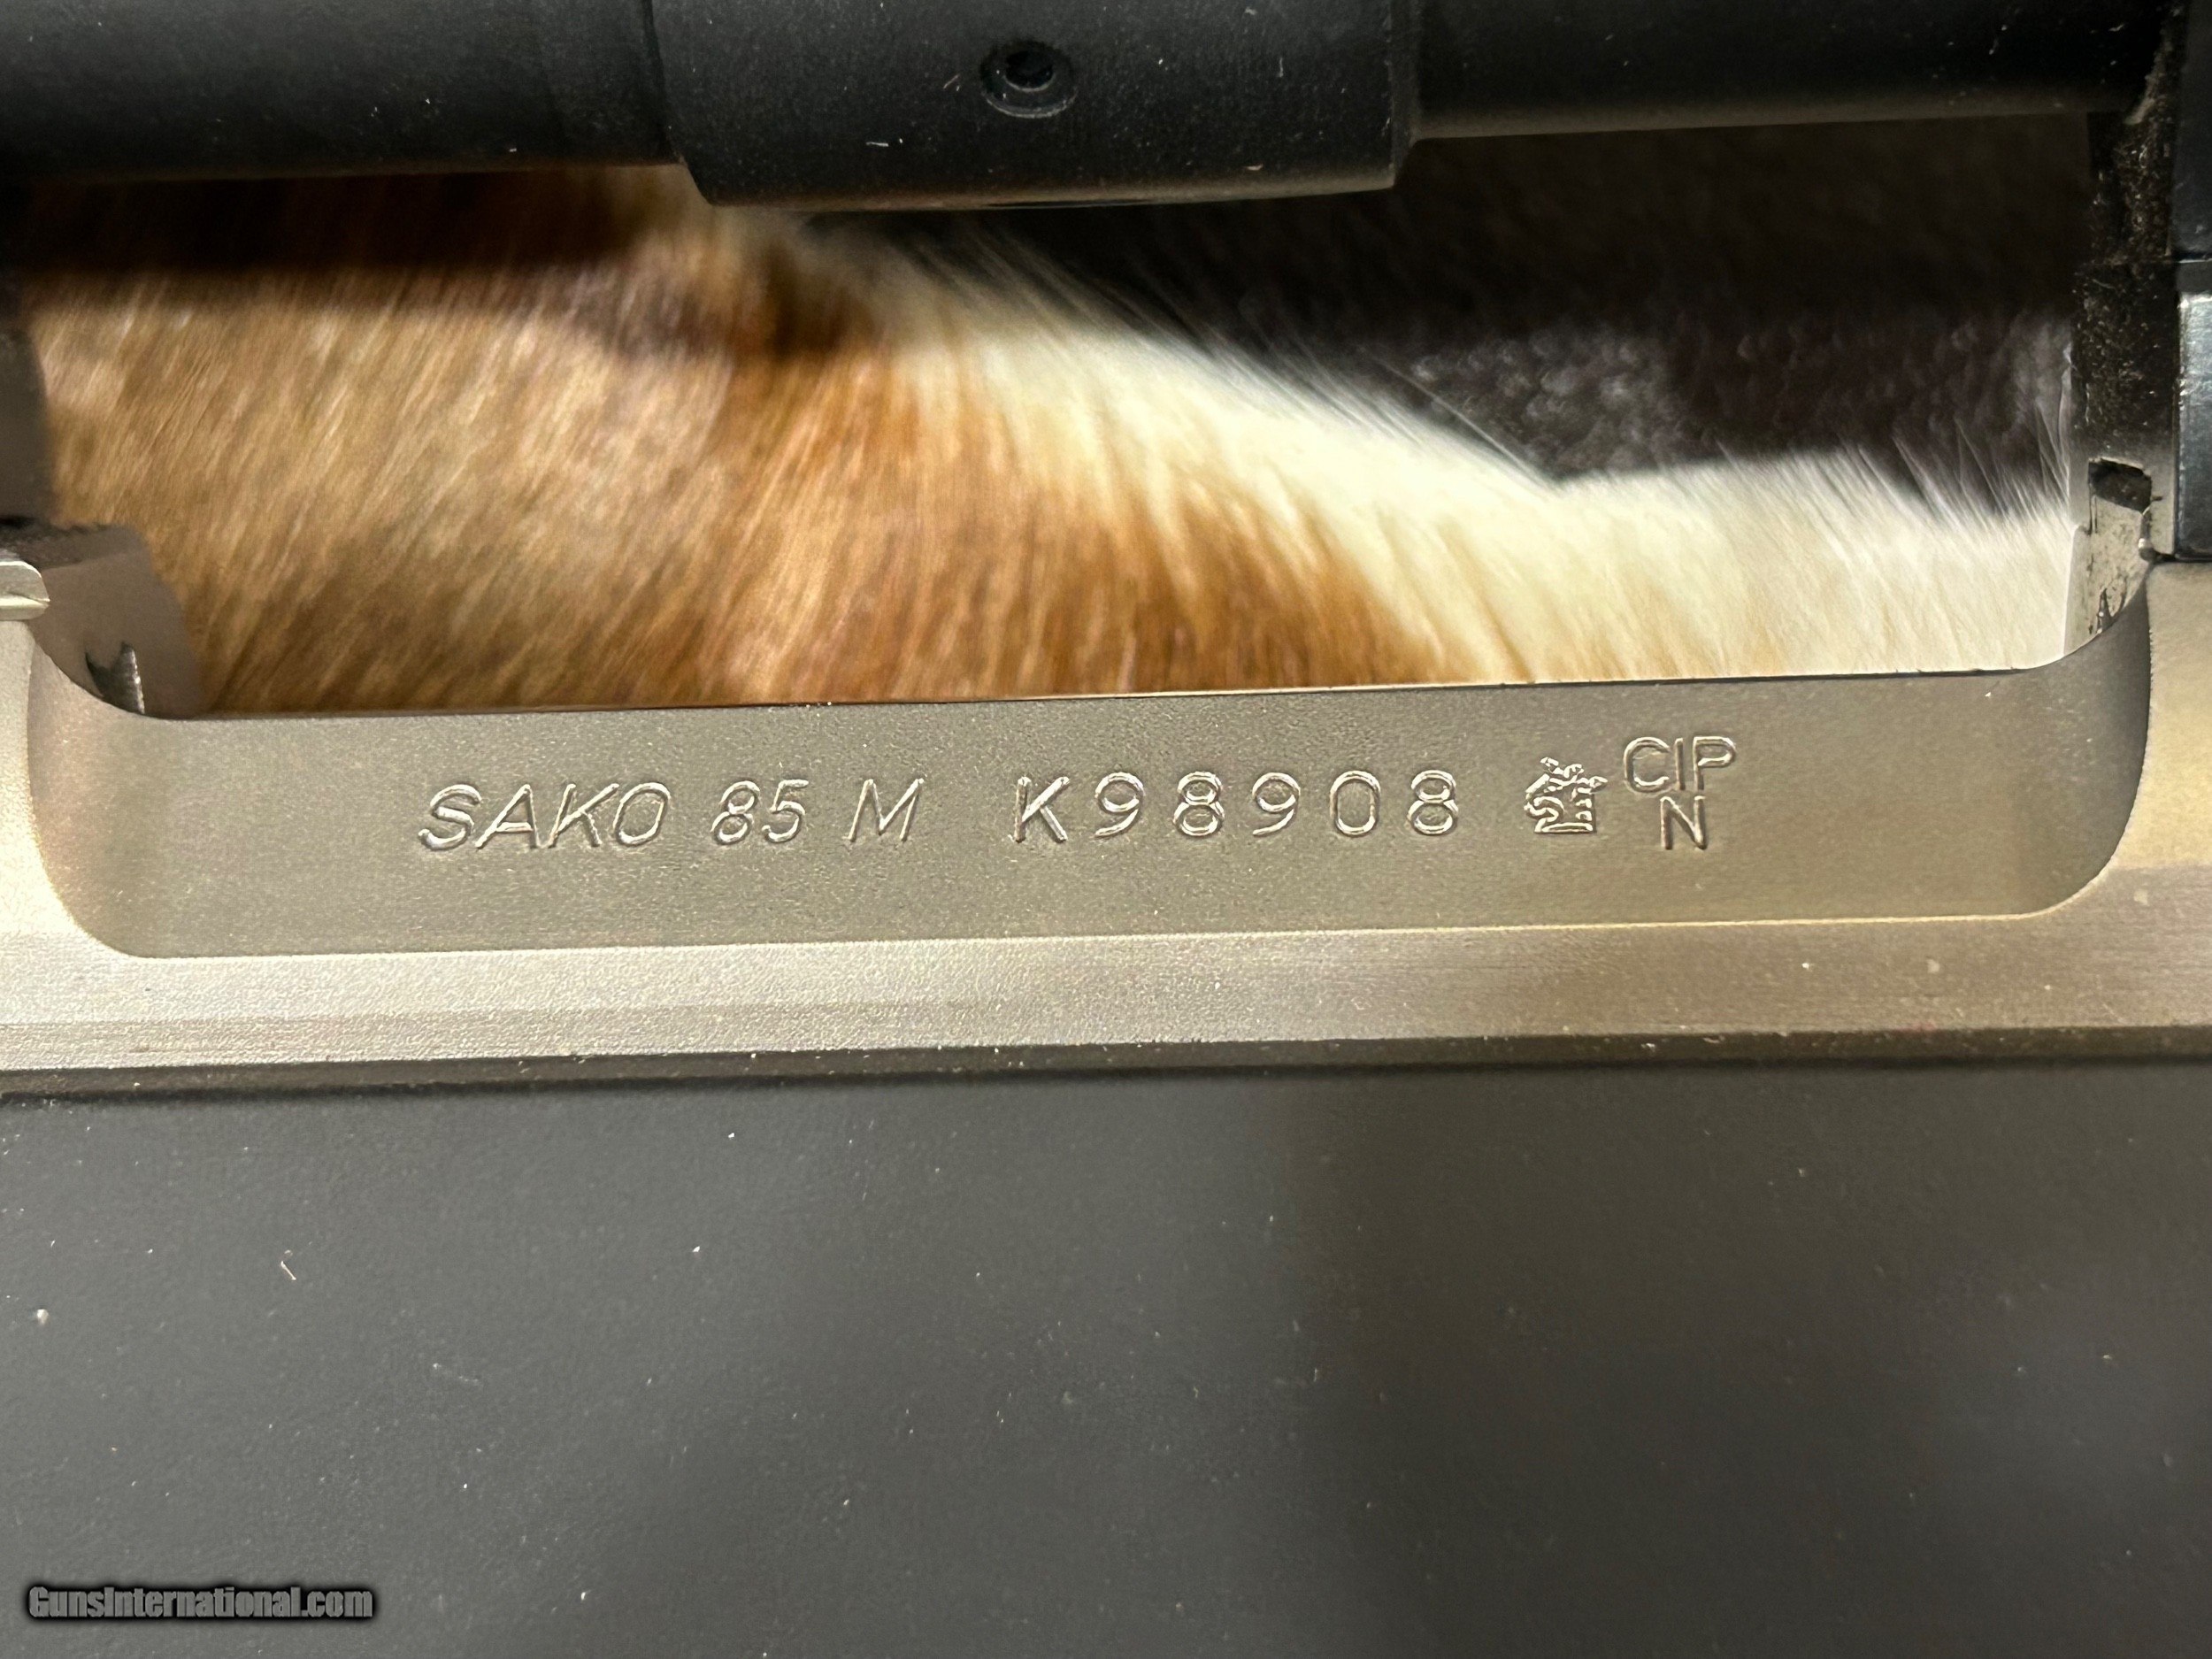 SAKO 85 M K98908 CIP
N
GunsInternational.com